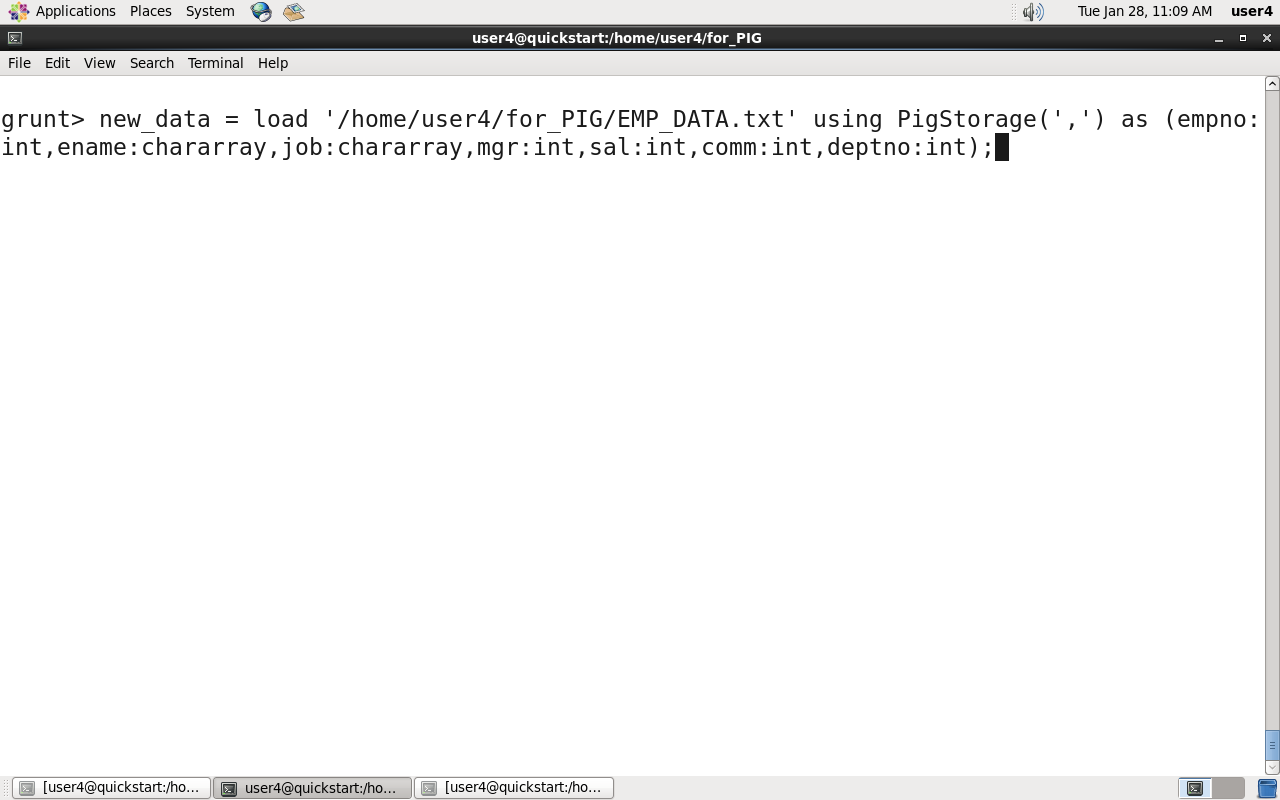 Applications Places System Tue Jan 28, 11:09 AM user4
user4@quickstart:/home/user4/for_PIG
File Edit View Search Terminal Help
grunt> new_data = load '/home/user4/for_PIG/EMP_DATA.txt' using PigStorage(',') as (empno:
int,ename:chararray,job:chararray,mgr:int,sal:int,comm:int,deptno:int);
[user4@quickstart:/ho... user4@quickstart:/ho... [user4@quickstart:/ho...